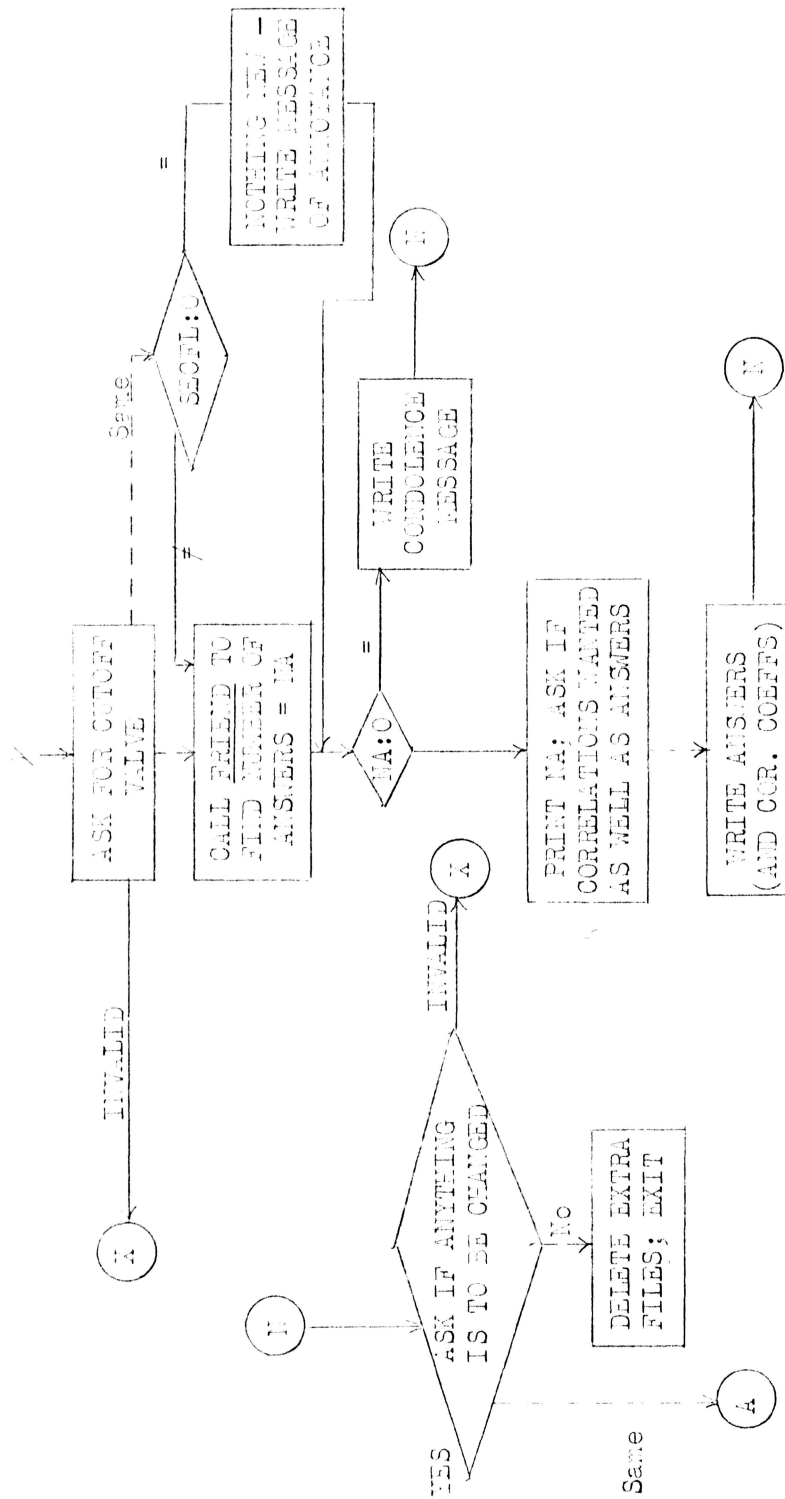 ASK FOR CUTOFF
VALVE
INVALID
X
Same
SECFL:0
=
≠
NOTHING NEW –
WRITE MESSAGE
OF ANNOYANCE
CALL FRIEND TO
FIND NUMBER OF
ANSWERS = NA
NA:0
=
WRITE
CONDOLENCE
MESSAGE
N
PRINT NA; ASK IF
CORRELATIONS WANTED
AS WELL AS ANSWERS
WRITE ANSWERS
(AND COR. COEFFS)
N
N
ASK IF ANYTHING
IS TO BE CHANGED
INVALID
X
YES
No
DELETE EXTRA
FILES; EXIT
Same
A